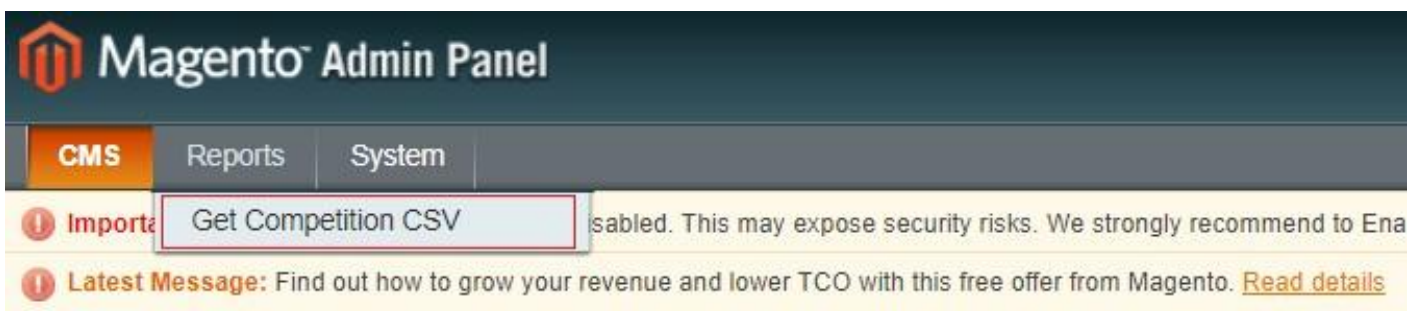 Magento™ Admin Panel
CMS Reports System
Get Competition CSV
Importa sabled. This may expose security risks. We strongly recommend to Ena
Latest Message: Find out how to grow your revenue and lower TCO with this free offer from Magento. Read details